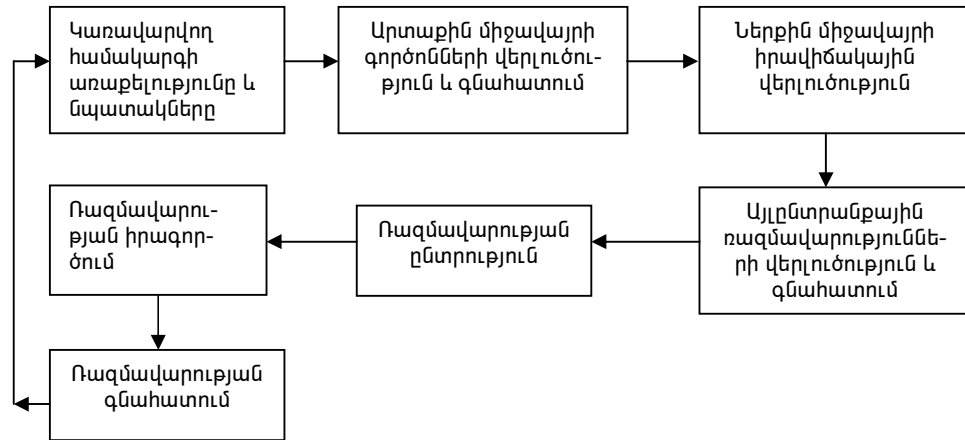 Կառավարվող
համակարգի
առաքելությունը և
նպատակները
Արտաքին միջավայրի
գործոնների վերլուծու-
թյուն և գնահատում
Ներքին միջավայրի
իրավիճակային
վերլուծություն
Այլընտրանքային
ռազմավարություննե-
րի վերլուծություն և
գնահատում
Ռազմավարության
ընտրություն
Ռազմավարու-
թյան իրագոր-
ծում
Ռազմավարության
գնահատում